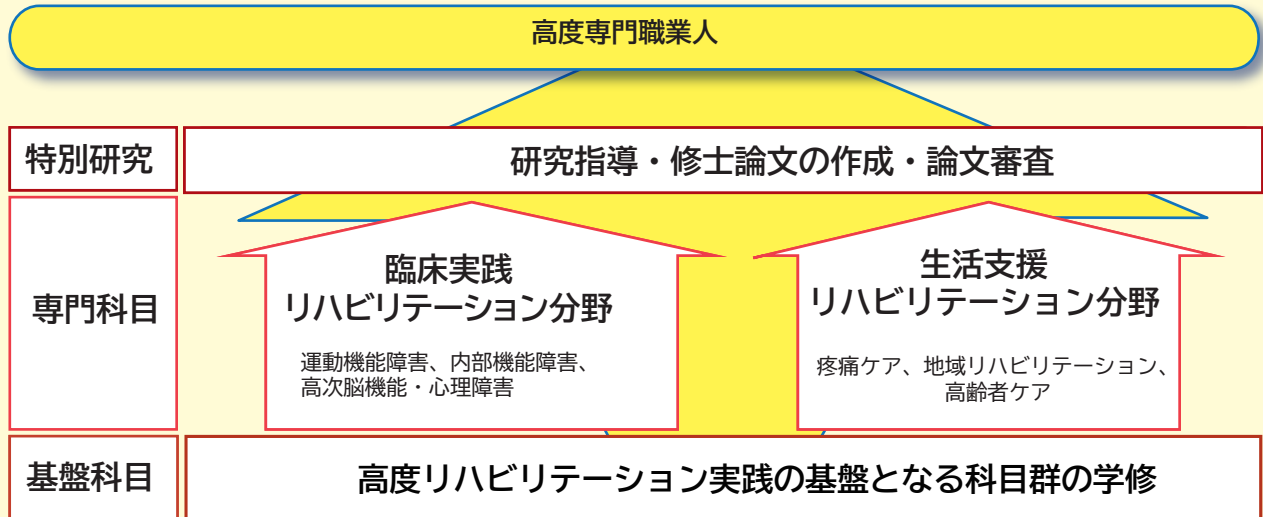 高度専門職業人
特別研究
研究指導・修士論文の作成・論文審査
専門科目
臨床実践
リハビリテーション分野
運動機能障害、内部機能障害、
高次脳機能・心理障害
生活支援
リハビリテーション分野
疼痛ケア、地域リハビリテーション、
高齢者ケア
基盤科目
高度リハビリテーション実践の基盤となる科目群の学修